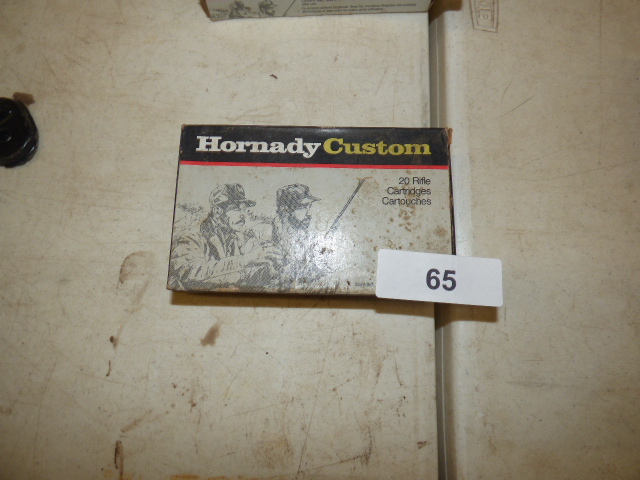 Hornady Custom
20 Rifle
Cartridges
Cartouches
65